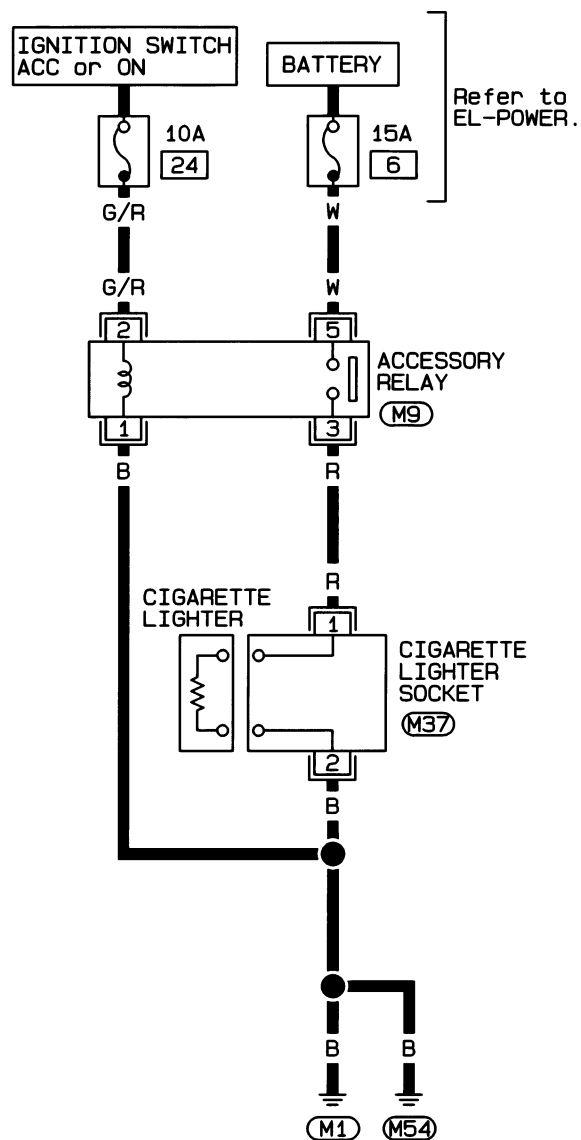 IGNITION SWITCH
ACC or ON
BATTERY
Refer to
EL-POWER.
10A
24
15A
6
G/R
W
G/R
W
2
5
ACCESSORY
RELAY
M9
1
3
B
R
R
CIGARETTE
LIGHTER
1
CIGARETTE
LIGHTER
SOCKET
M37
2
B
B
B
M1
M54